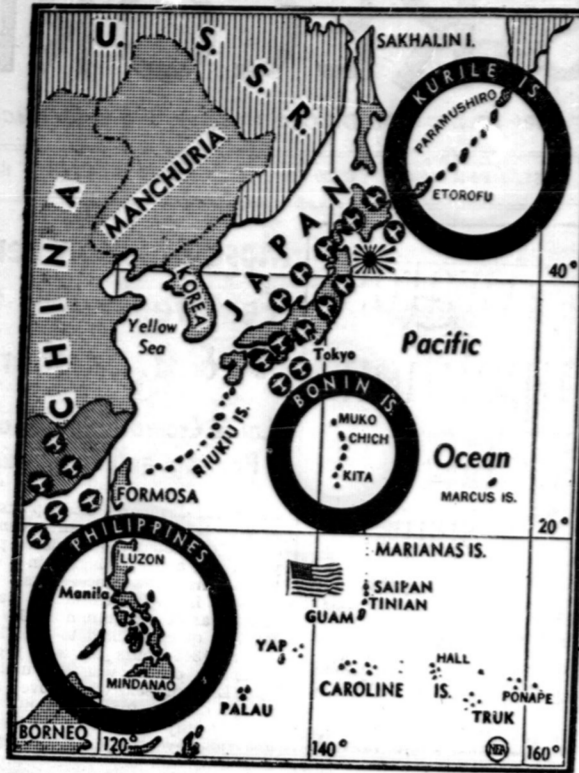 U. S. S. R.
SAKHALIN I.
KURILE IS.
PARAMUSHIRO
ETOROFU
MANCHURIA
CHINA
JAPAN
KOREA
40°
Yellow
Sea
Tokyo
Pacific
Ocean
BONIN IS.
MUKO
CHICH
KITA
RIUKIU IS.
MARCUS IS.
FORMOSA
20°
PHILIPPINES
LUZON
Manila
MINDANAO
MARIANAS IS.
SAIPAN
TINIAN
GUAM
YAP
HALL
CAROLINE IS.
PONAPE
PALAU
TRUK
BORNEO
120°
140°
NEA
160°